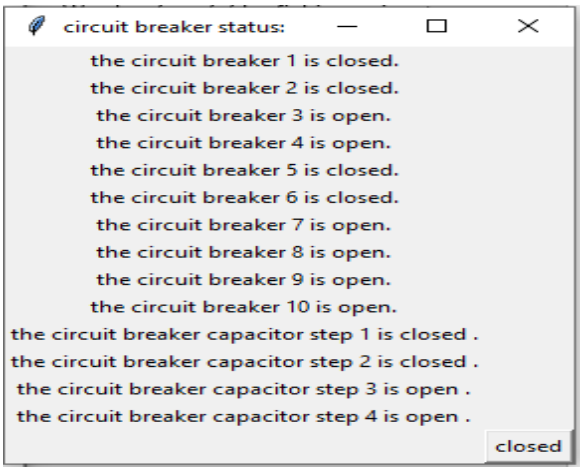 circuit breaker status:
the circuit breaker 1 is closed.
the circuit breaker 2 is closed.
the circuit breaker 3 is open.
the circuit breaker 4 is open.
the circuit breaker 5 is closed.
the circuit breaker 6 is closed.
the circuit breaker 7 is open.
the circuit breaker 8 is open.
the circuit breaker 9 is open.
the circuit breaker 10 is open.
the circuit breaker capacitor step 1 is closed .
the circuit breaker capacitor step 2 is closed .
the circuit breaker capacitor step 3 is open .
the circuit breaker capacitor step 4 is open .
closed